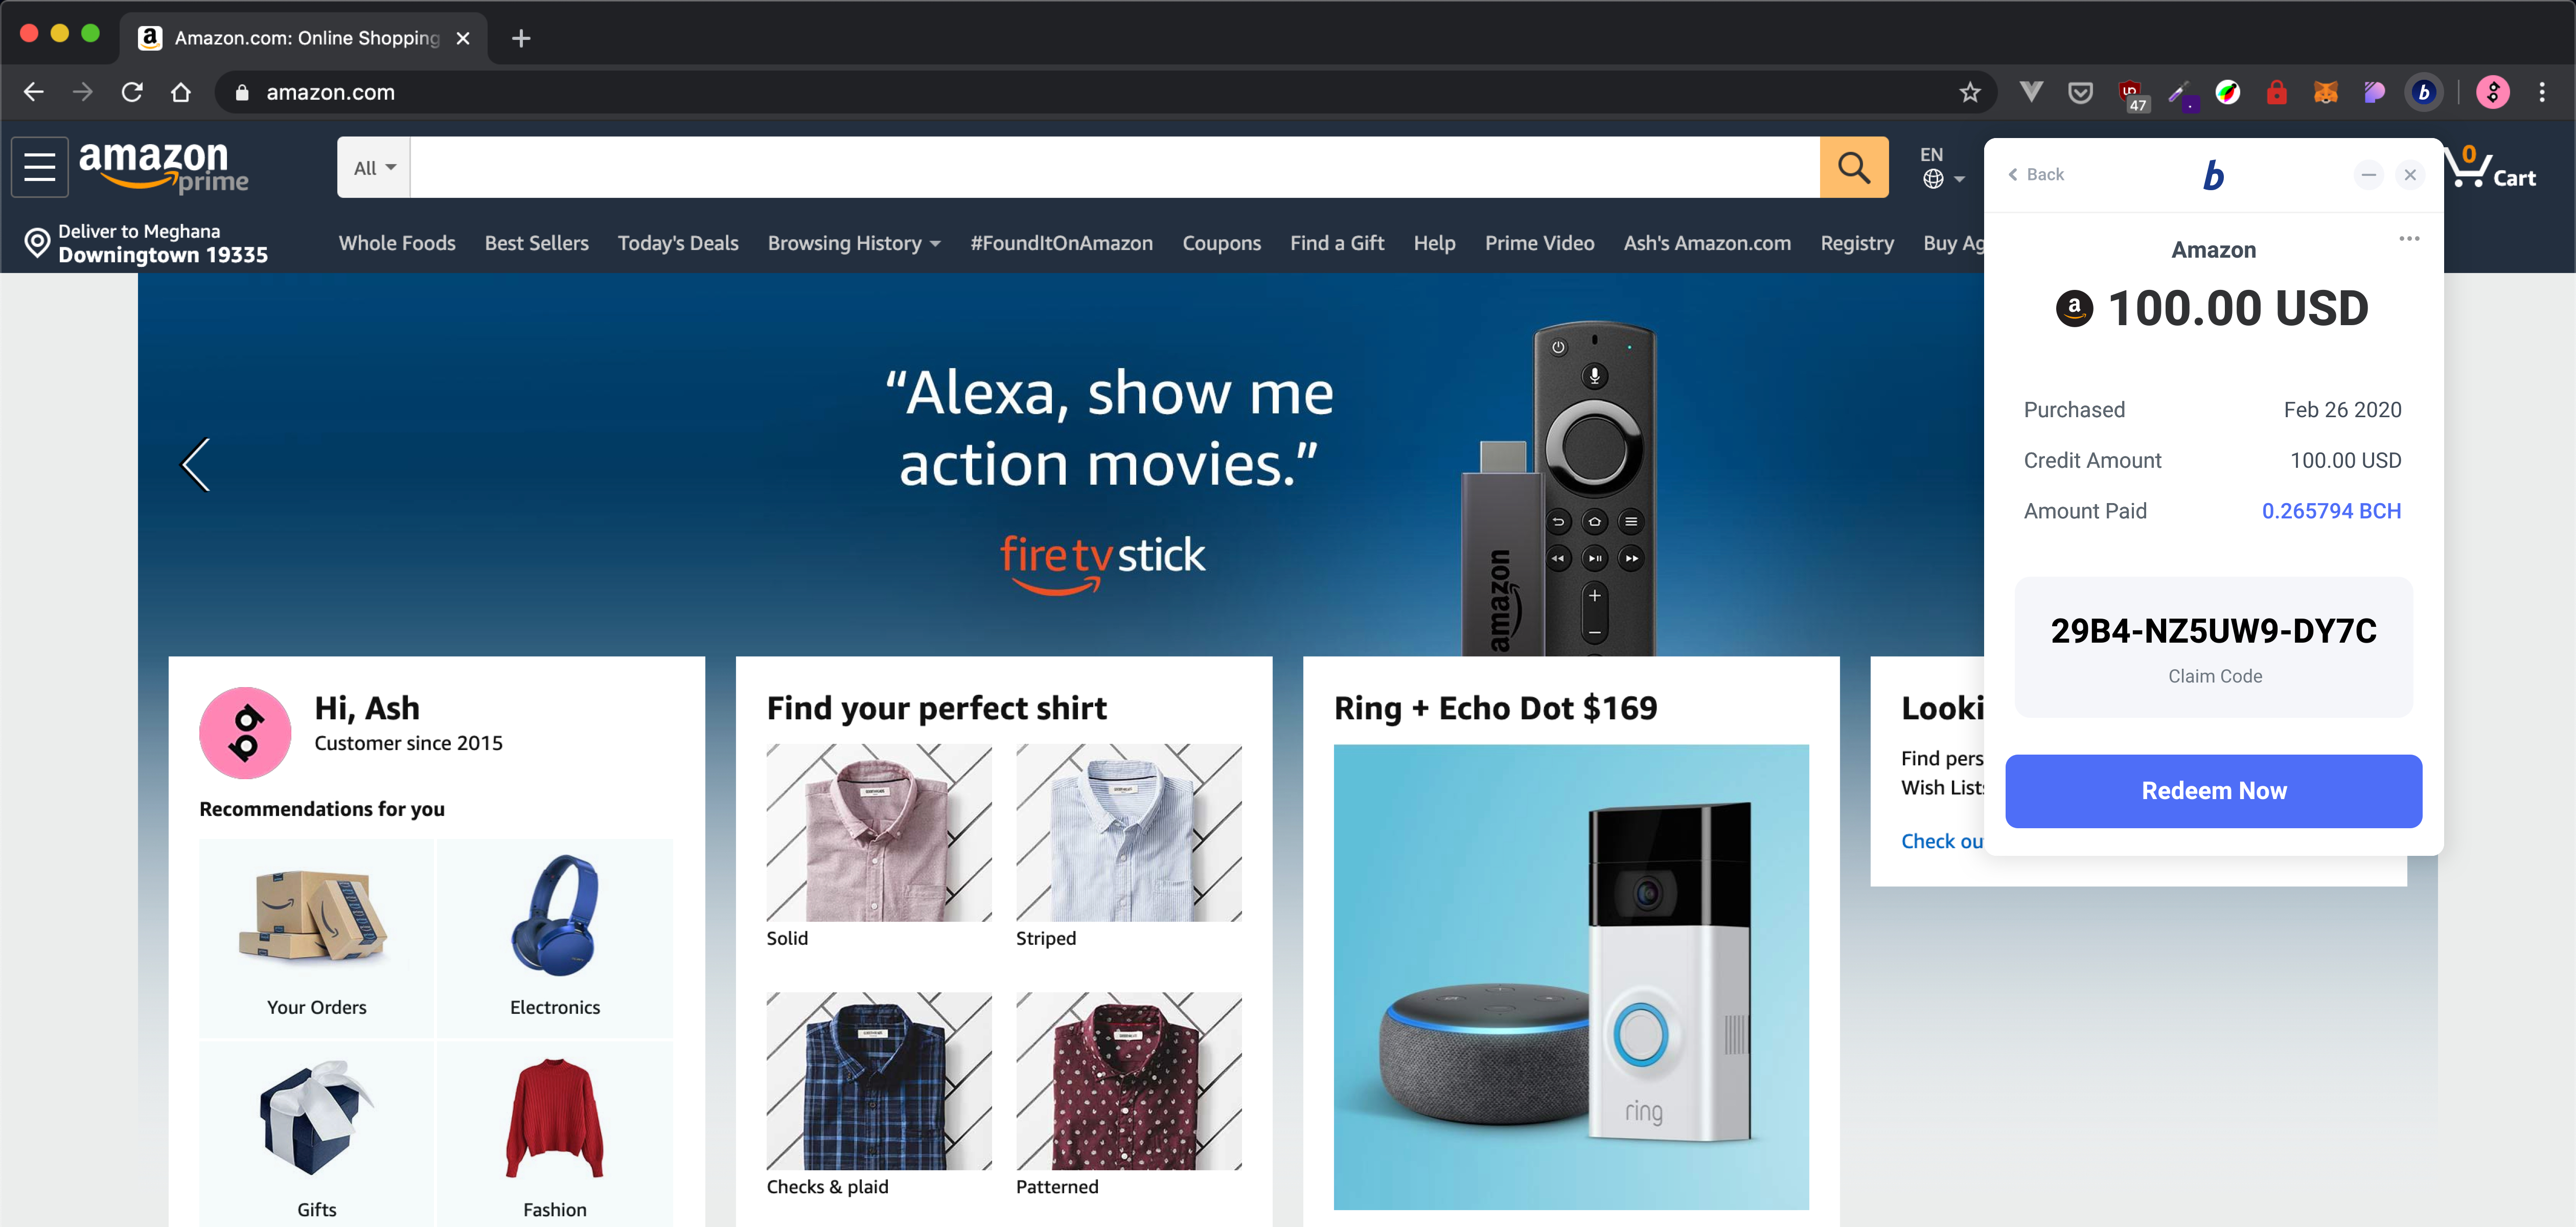 Amazon.com: Online Shopping
amazon.com
47
amazon
prime
All
EN
0
Cart
Deliver to Meghana
Downingtown 19335
Whole Foods
Best Sellers
Today's Deals
Browsing History
#FoundItOnAmazon
Coupons
Find a Gift
Help
Prime Video
Ash's Amazon.com
Registry
Buy Ag
“Alexa, show me
action movies.”
fire tv stick
amazon
Hi, Ash
Customer since 2015
Recommendations for you
Your Orders
Electronics
Gifts
Fashion
Find your perfect shirt
Solid
Striped
Checks & plaid
Patterned
Ring + Echo Dot $169
ring
Looki
Find pers
Wish List
Check ou
Back
b
Amazon
a
100.00 USD
Purchased
Feb 26 2020
Credit Amount
100.00 USD
Amount Paid
0.265794 BCH
29B4-NZ5UW9-DY7C
Claim Code
Redeem Now